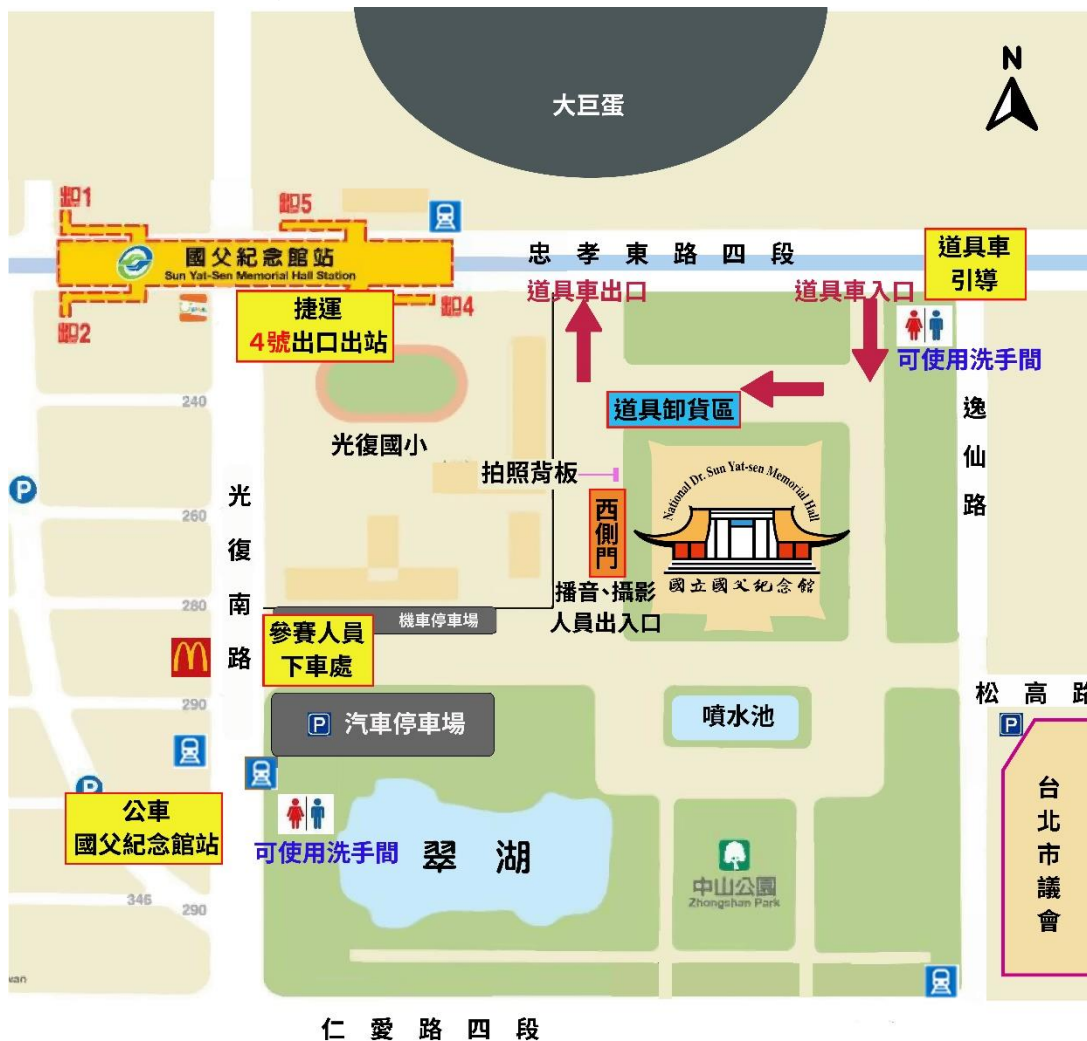 大巨蛋
N
出口1
出口5
國父紀念館站
Sun Yat-Sen Memorial Hall Station
忠孝東路四段
道具車
引導
出口2
出口4
捷運
4號出口出站
道具車出口
道具車入口
可使用洗手間
240
道具卸貨區
逸仙路
光復國小
拍照背板
P
光復南路
260
西側門
National Dr. Sun Yat-sen Memorial Hall
國立國父紀念館
播音、攝影
人員出入口
280
機車停車場
參賽人員
下車處
290
P 汽車停車場
噴水池
松高路
P
P
公車
國父紀念館站
可使用洗手間
翠湖
中山公園
Zhongshan Park
台北市議會
346
290
wan
仁愛路四段